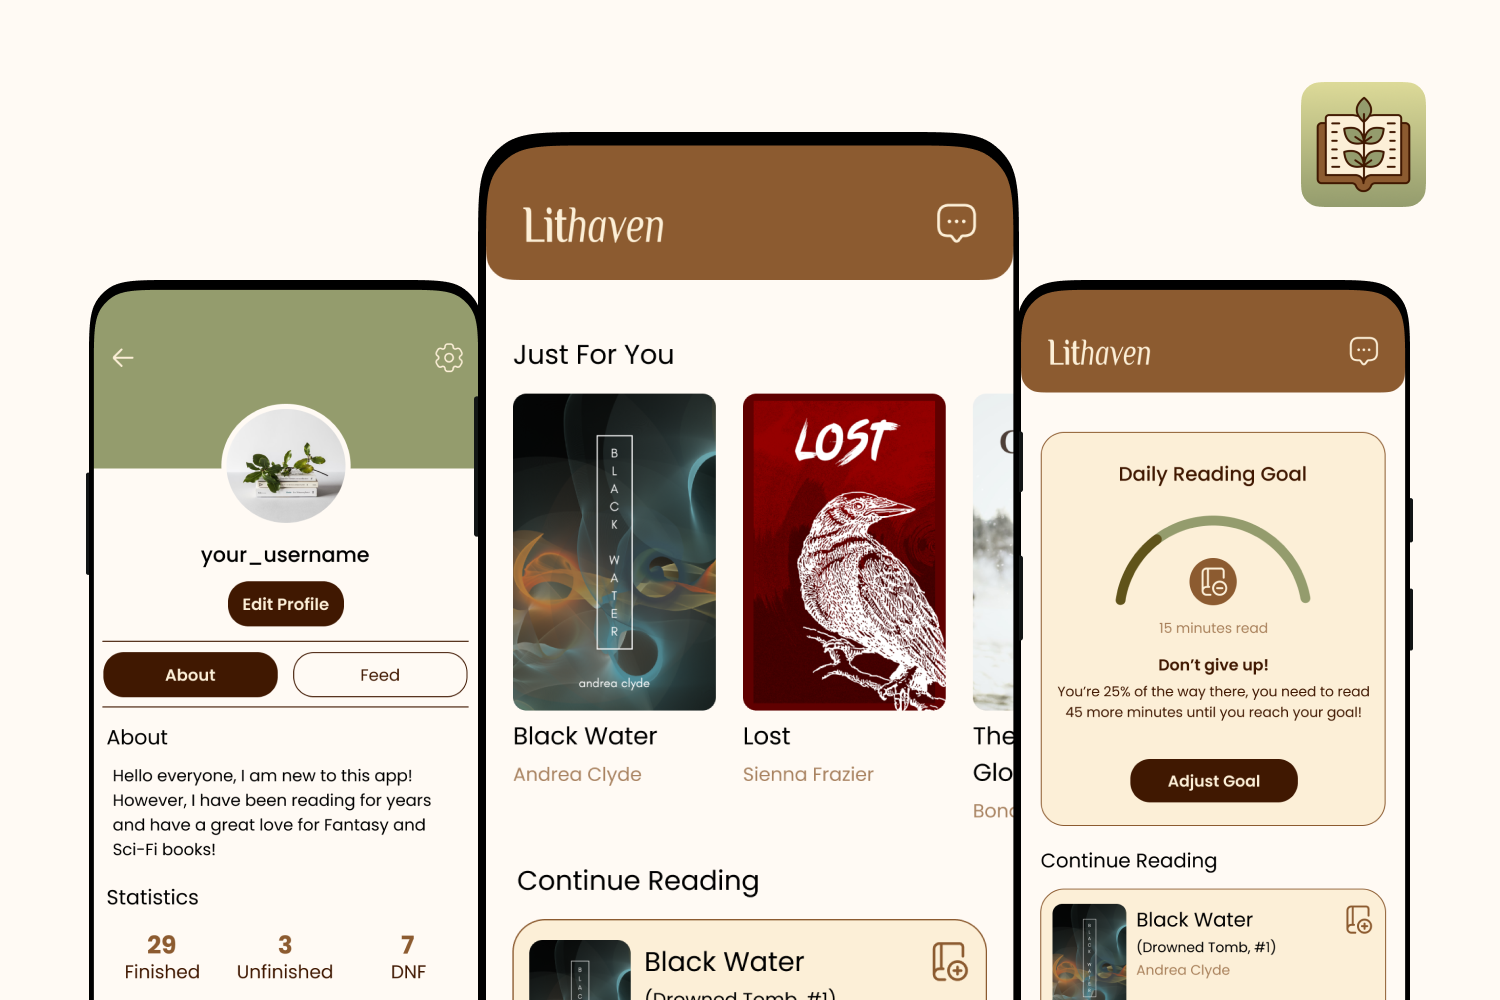 your_username
Edit Profile
About
Feed
About
Hello everyone, I am new to this app!
However, I have been reading for years
and have a great love for Fantasy and
Sci-Fi books!
Statistics
29
3
7
Finished
Unfinished
DNF
Lithaven
Just For You
BLACK WATER
andrea clyde
LOST
C
Black Water
Lost
The
Andrea Clyde
Sienna Frazier
Glo
Bond
Continue Reading
BLAC
Black Water
(Drowned Tomb, #1)
Lithaven
Daily Reading Goal
15 minutes read
Don't give up!
You're 25% of the way there, you need to read
45 more minutes until you reach your goal!
Adjust Goal
Continue Reading
BLACK WATE
Black Water
(Drowned Tomb, #1)
Andrea Clyde